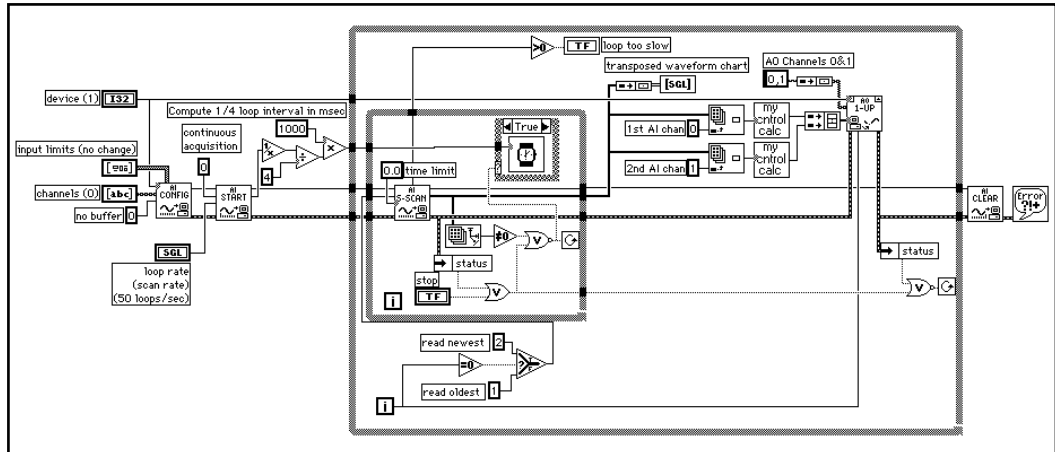 >0
TF
loop too slow
transposed waveform chart
[SGL]
AO Channels 0&1
0,1
AO
1-UP
device (1)
I32
Compute 1/4 loop interval in msec
1000
x
continuous
acquisition
0
1/x
÷
4
True
1st AI chan
0
my
cntrol
calc
2nd AI chan
1
my
cntrol
calc
input limits (no change)
0.0
time limit
channels (0)
[abc]
AI
CONFIG
AI
START
AI
S-SCAN
AI
CLEAR
Error
?!+
no buffer
0
≠0
V
SGL
loop rate
(scan rate)
(50 loops/sec)
status
stop
TF
V
i
status
V
read newest
2
=0
?
read oldest
1
i